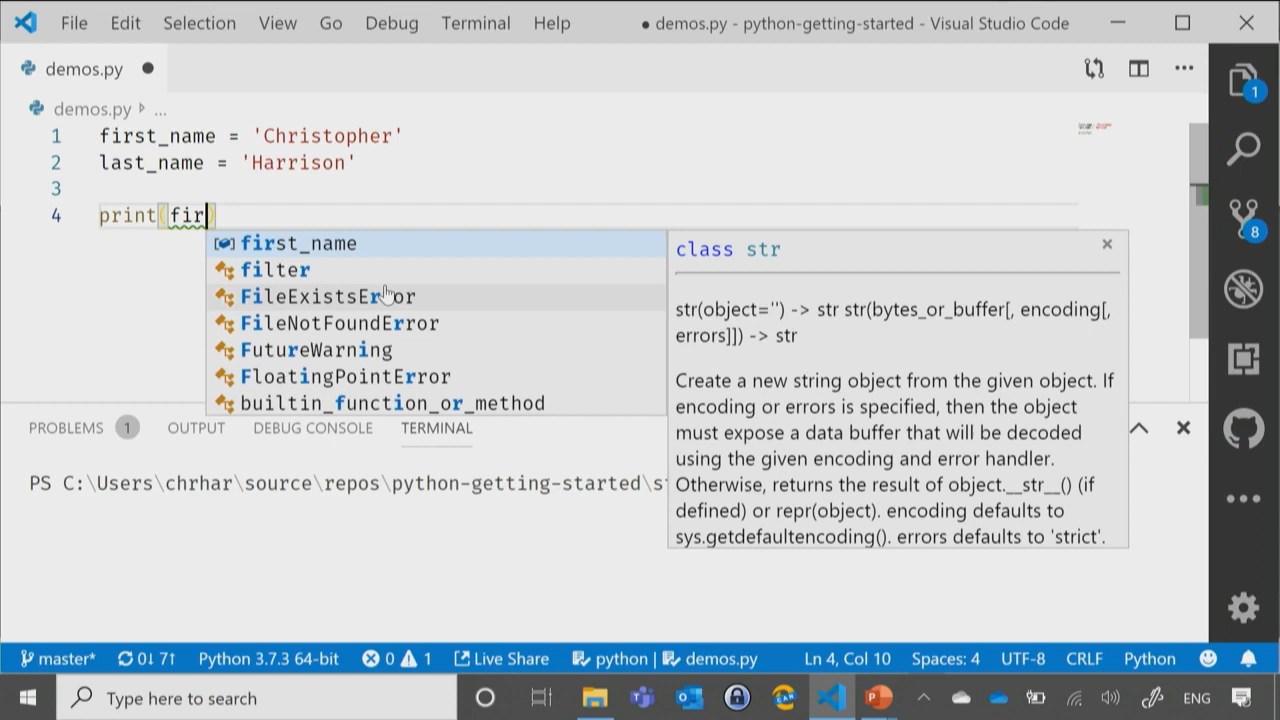 File Edit Selection View Go Debug Terminal Help ● demos.py - python-getting-started - Visual Studio Code
demos.py
demos.py ...
1 first_name = 'Christopher'
2 last_name = 'Harrison'
3
4 print(fir)
first_name
filter
FileExistsError
FileNotFoundError
FutureWarning
FloatingPointError
builtin_function_or_method
class str
str(object='') -> str str(bytes_or_buffer[, encoding[,
errors]]) -> str
Create a new string object from the given object. If
encoding or errors is specified, then the object
must expose a data buffer that will be decoded
using the given encoding and error handler.
Otherwise, returns the result of object.__str__() (if
defined) or repr(object). encoding defaults to
sys.getdefaultencoding(). errors defaults to 'strict'.
1
8
PROBLEMS 1 OUTPUT DEBUG CONSOLE TERMINAL
PS C:\Users\chrhar\source\repos\python-getting-started\s
master* 0↓ 7↑ Python 3.7.3 64-bit 0 1 Live Share python | demos.py Ln 4, Col 10 Spaces: 4 UTF-8 CRLF Python
Type here to search ENG